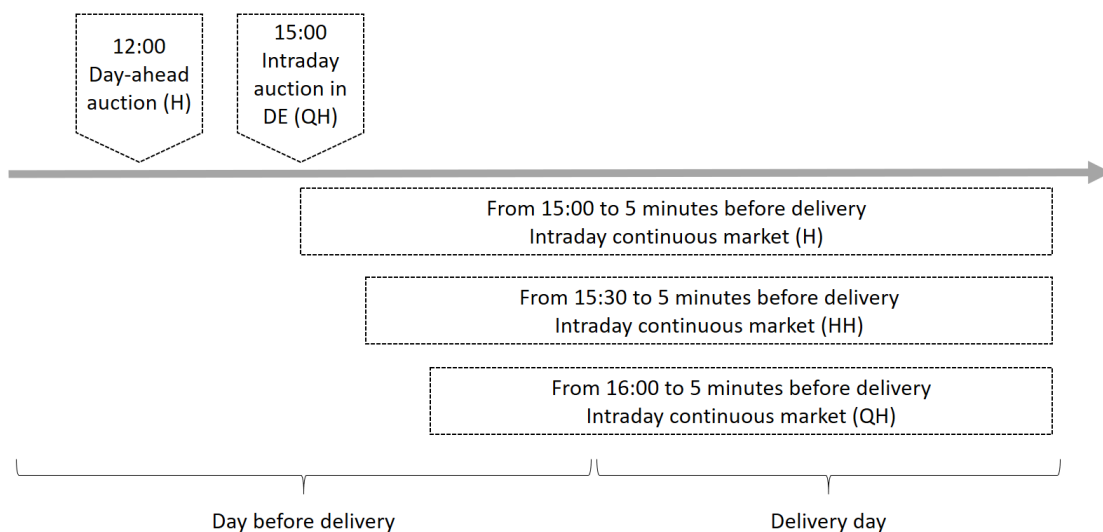 12:00
Day-ahead
auction (H)
15:00
Intraday
auction in
DE (QH)
From 15:00 to 5 minutes before delivery
Intraday continuous market (H)
From 15:30 to 5 minutes before delivery
Intraday continuous market (HH)
From 16:00 to 5 minutes before delivery
Intraday continuous market (QH)
Day before delivery
Delivery day